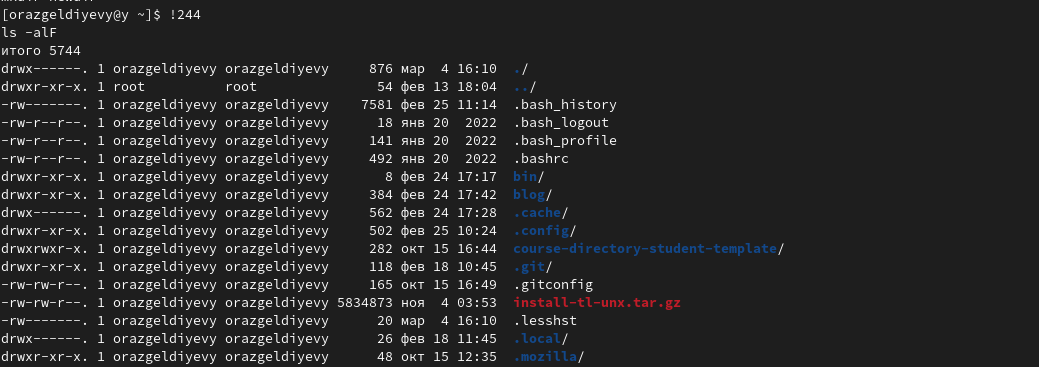 [orazgeldiyevy@y ~]$ !244
ls -alF
итого 5744
drwx------. 1 orazgeldiyevy orazgeldiyevy     876 мар  4 16:10 ./
drwxr-xr-x. 1 root          root               54 фев 13 18:04 ../
-rw-------. 1 orazgeldiyevy orazgeldiyevy    7581 фев 25 11:14 .bash_history
-rw-r--r--. 1 orazgeldiyevy orazgeldiyevy      18 янв 20  2022 .bash_logout
-rw-r--r--. 1 orazgeldiyevy orazgeldiyevy     141 янв 20  2022 .bash_profile
-rw-r--r--. 1 orazgeldiyevy orazgeldiyevy     492 янв 20  2022 .bashrc
drwxr-xr-x. 1 orazgeldiyevy orazgeldiyevy       8 фев 24 17:17 bin/
drwxr-xr-x. 1 orazgeldiyevy orazgeldiyevy     384 фев 24 17:42 blog/
drwx------. 1 orazgeldiyevy orazgeldiyevy     562 фев 24 17:28 .cache/
drwxr-xr-x. 1 orazgeldiyevy orazgeldiyevy     502 фев 25 10:24 .config/
drwxrwxr-x. 1 orazgeldiyevy orazgeldiyevy     282 окт 15 16:44 course-directory-student-template/
drwxr-xr-x. 1 orazgeldiyevy orazgeldiyevy     118 фев 18 10:45 .git/
-rw-rw-r--. 1 orazgeldiyevy orazgeldiyevy     165 окт 15 16:49 .gitconfig
-rw-rw-r--. 1 orazgeldiyevy orazgeldiyevy 5834873 ноя  4 03:53 install-tl-unx.tar.gz
-rw-------. 1 orazgeldiyevy orazgeldiyevy      20 мар  4 16:10 .lesshst
drwx------. 1 orazgeldiyevy orazgeldiyevy      26 фев 18 11:45 .local/
drwxr-xr-x. 1 orazgeldiyevy orazgeldiyevy      48 окт 15 12:35 .mozilla/